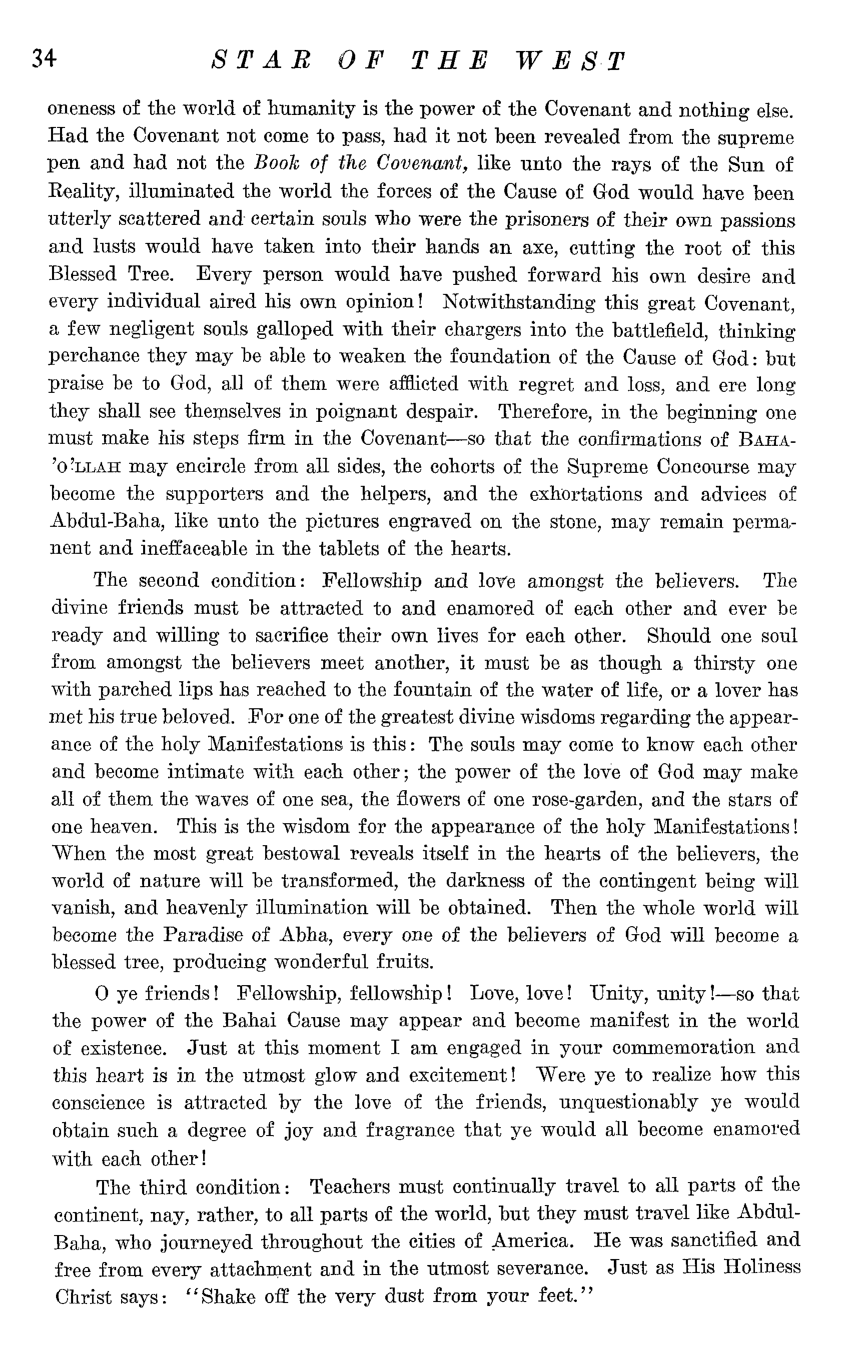 34 STAR OF THE WEST
oneness of the world of humanity is the power of the Covenant and nothing else.
Had the Covenant not come to pass, had it not been revealed from the supreme
pen and had not the Book of the Covenant, like unto the rays of the Sun of
Reality, illuminated the world the forces of the Cause of God would have been
utterly scattered and certain souls who were the prisoners of their own passions
and lusts would have taken into their hands an axe, cutting the root of this
Blessed Tree. Every person would have pushed forward his own desire and
every individual aired his own opinion! Notwithstanding this great Covenant,
a few negligent souls galloped with their chargers into the battlefield, thinking
perchance they may be able to weaken the foundation of the Cause of God: but
praise be to God, all of them were afflicted with regret and loss, and ere long
they shall see themselves in poignant despair. Therefore, in the beginning one
must make his steps firm in the Covenant—so that the confirmations of BAHA-
'O'LLAH may encircle from all sides, the cohorts of the Supreme Concourse may
become the supporters and the helpers, and the exhortations and advices of
Abdul-Baha, like unto the pictures engraved on the stone, may remain perma-
nent and ineffaceable in the tablets of the hearts.
The second condition: Fellowship and love amongst the believers. The
divine friends must be attracted to and enamored of each other and ever be
ready and willing to sacrifice their own lives for each other. Should one soul
from amongst the believers meet another, it must be as though a thirsty one
with parched lips has reached to the fountain of the water of life, or a lover has
met his true beloved. For one of the greatest divine wisdoms regarding the appear-
ance of the holy Manifestations is this: The souls may come to know each other
and become intimate with each other; the power of the love of God may make
all of them the waves of one sea, the flowers of one rose-garden, and the stars of
one heaven. This is the wisdom for the appearance of the holy Manifestations!
When the most great bestowal reveals itself in the hearts of the believers, the
world of nature will be transformed, the darkness of the contingent being will
vanish, and heavenly illumination will be obtained. Then the whole world will
become the Paradise of Abha, every one of the believers of God will become a
blessed tree, producing wonderful fruits.
O ye friends! Fellowship, fellowship! Love, love! Unity, unity!—so that
the power of the Bahai Cause may appear and become manifest in the world
of existence. Just at this moment I am engaged in your commemoration and
this heart is in the utmost glow and excitement! Were ye to realize how this
conscience is attracted by the love of the friends, unquestionably ye would
obtain such a degree of joy and fragrance that ye would all become enamored
with each other!
The third condition: Teachers must continually travel to all parts of the
continent, nay, rather, to all parts of the world, but they must travel like Abdul-
Baha, who journeyed throughout the cities of America. He was sanctified and
free from every attachment and in the utmost severance. Just as His Holiness
Christ says: "Shake off the very dust from your feet."